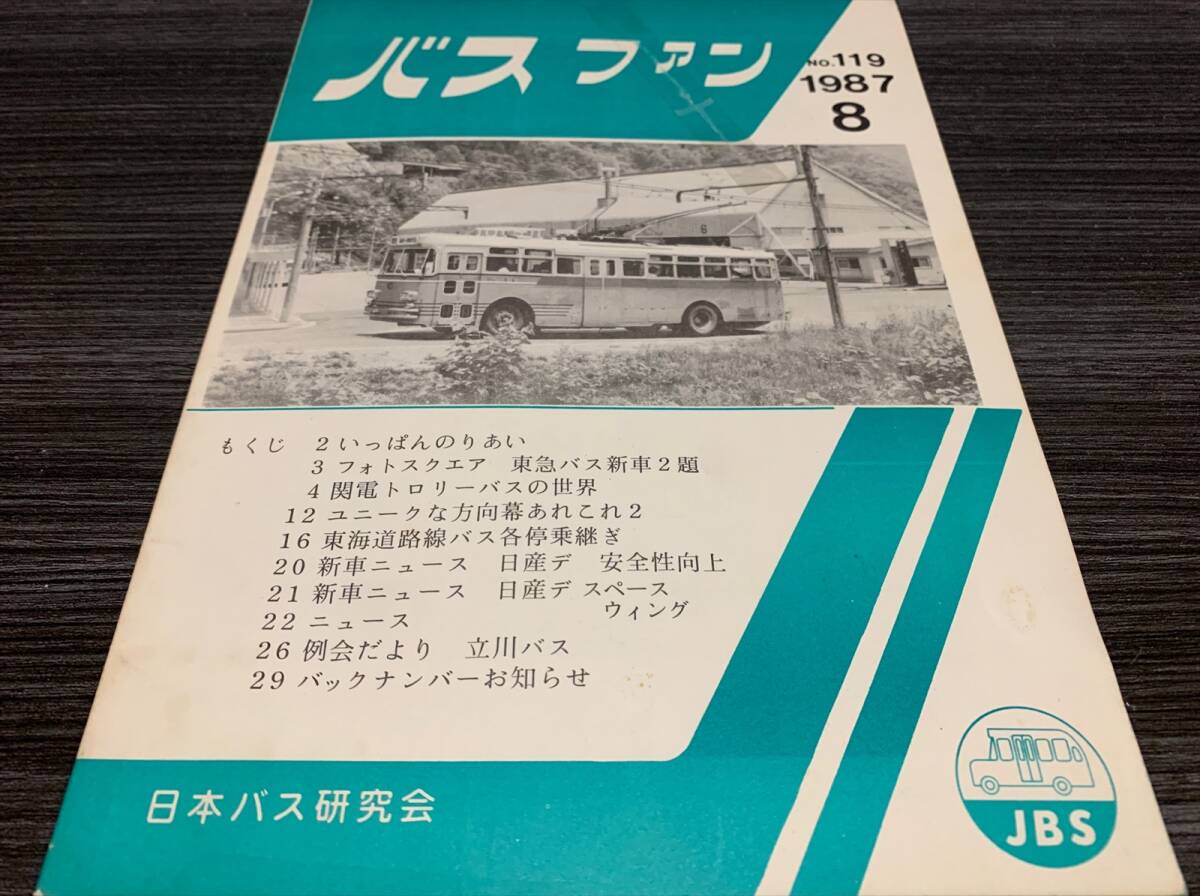 バスファン
No.119
1987
8
6
もくじ 2 いっぱんのりあい
3 フォトスクエア 東急バス新車2題
4 関電トロリーバスの世界
12 ユニークな方向幕あれこれ2
16 東海道路線バス各停乗継ぎ
20 新車ニュース 日産デ 安全性向上
21 新車ニュース 日産デ スペース
ウィング
22 ニュース
26 例会だより 立川バス
29 バックナンバーお知らせ
日本バス研究会
JBS